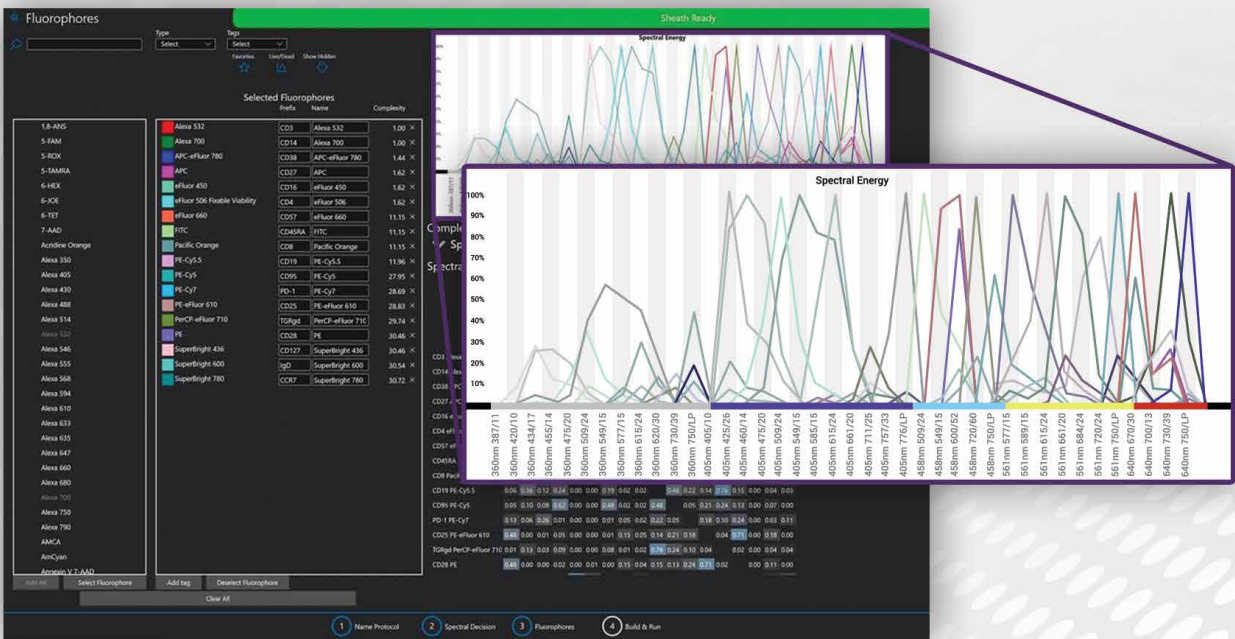 Fluorophores
Sheath Ready
Type
Tags
Select
Select
Favorites
Live/Dead
Show Hidden
Selected Fluorophores
Prefix
Name
Complexity
1,8-ANS
5-FAM
5-ROX
5-TAMRA
6-HEX
6-JOE
6-TET
7-AAD
Acridine Orange
Alexa 350
Alexa 405
Alexa 430
Alexa 488
Alexa 514
Alexa 532
Alexa 546
Alexa 555
Alexa 568
Alexa 594
Alexa 610
Alexa 633
Alexa 635
Alexa 647
Alexa 660
Alexa 680
Alexa 700
Alexa 750
Alexa 790
AMCA
AmCyan
Annexin V 7-AAD
Alexa 532 CD3 Alexa 532 1.00 ×
Alexa 700 CD14 Alexa 700 1.00 ×
APC-eFluor 780 CD38 APC-eFluor 780 1.44 ×
APC CD27 APC 1.62 ×
eFluor 450 CD16 eFluor 450 1.62 ×
eFluor 506 Fixable Viability CD4 eFluor 506 1.62 ×
eFluor 660 CD57 eFluor 660 11.15 ×
FITC CD45RA FITC 11.15 ×
Pacific Orange CD8 Pacific Orange 11.15 ×
PE-Cy5.5 CD19 PE-Cy5.5 11.96 ×
PE-Cy5 CD95 PE-Cy5 27.95 ×
PE-Cy7 PD-1 PE-Cy7 28.69 ×
PE-eFluor 610 CD25 PE-eFluor 610 28.83 ×
PerCP-eFluor 710 TGRgd PerCP-eFluor 710 29.74 ×
PE CD28 PE 30.46 ×
SuperBright 436 CD127 SuperBright 436 30.46 ×
SuperBright 600 IgD SuperBright 600 30.54 ×
SuperBright 780 CCR7 SuperBright 780 30.72 ×
Add All
Select Fluorophore
Add tag
Deselect Fluorophore
Clear All
Spectral Energy
Spectral Energy
100%
90%
80%
70%
60%
50%
40%
30%
20%
10%
360nm 387/11
360nm 420/10
360nm 434/17
360nm 455/14
360nm 475/20
360nm 509/24
360nm 549/15
360nm 577/15
360nm 615/24
360nm 620/30
360nm 730/39
360nm 750/LP
405nm 405/10
405nm 425/25
405nm 460/14
405nm 475/20
405nm 509/24
405nm 549/15
405nm 585/15
405nm 615/24
405nm 661/20
405nm 711/25
405nm 757/33
405nm 776/LP
458nm 509/24
458nm 549/15
458nm 600/52
458nm 720/60
458nm 750/LP
561nm 577/15
561nm 589/15
561nm 615/24
561nm 661/20
561nm 684/24
561nm 720/24
561nm 750/LP
640nm 670/30
640nm 700/13
640nm 730/39
640nm 750/LP
CD19 PE-Cy5.5
CD95 PE-Cy5
PD-1 PE-Cy7
CD25 PE-eFluor 610
TGRgd PerCP-eFluor 710
CD28 PE
1 Name Protocol
2 Spectral Decision
3 Fluorophores
4 Build & Run